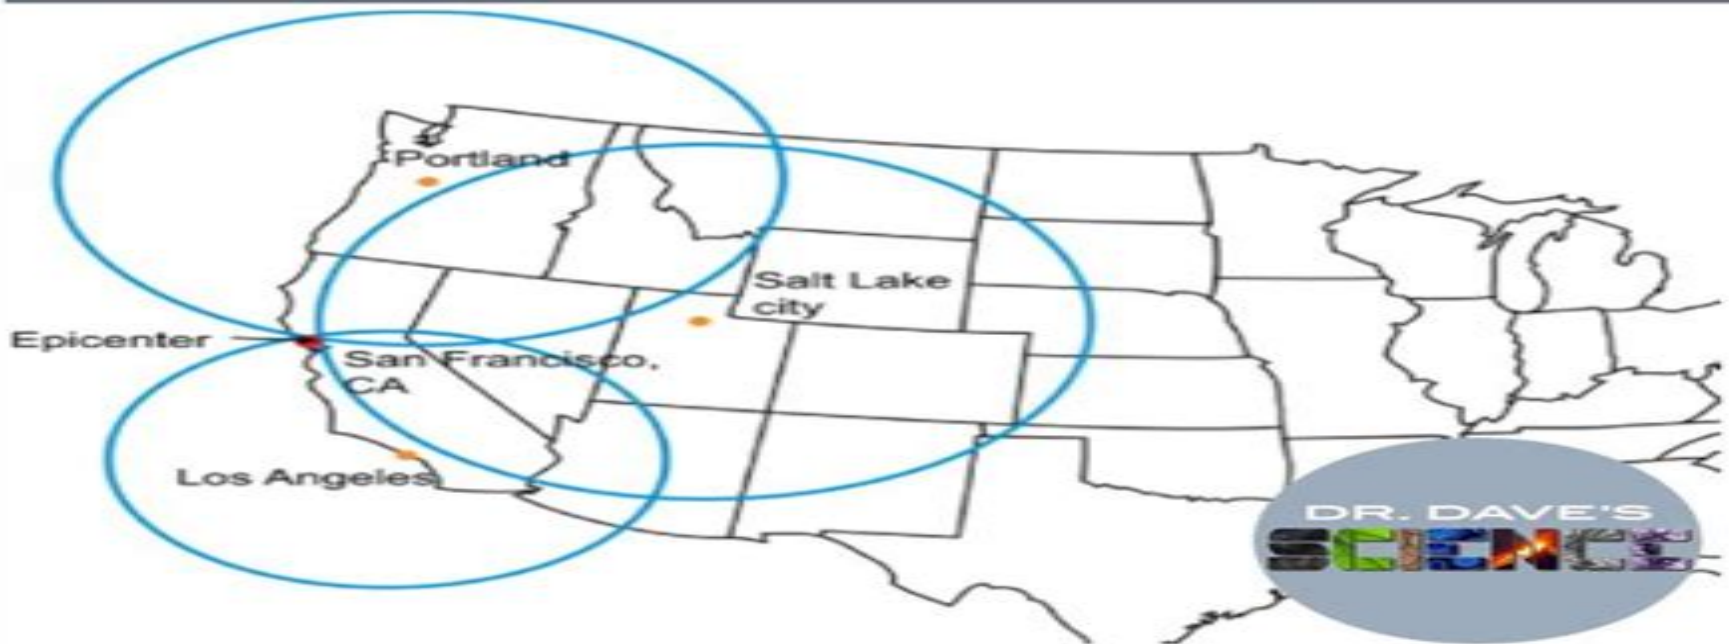 Portland
Salt Lake
city
Epicenter
San Francisco,
CA
Los Angeles
DR. DAVE'S
SCIENCE